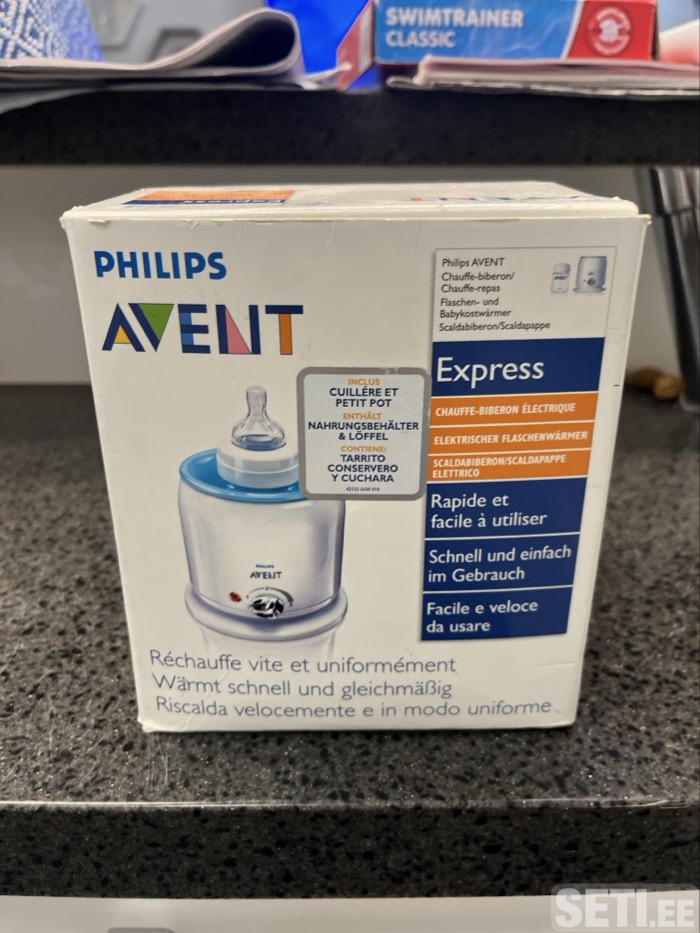 SWIMTRAINER
CLASSIC
Express
PHILIPS
AVENT
Philips AVENT
Chauffe-biberon/
Chauffe-repas
Flaschen- und
Babykostwärmer
Scaldabiberon/Scaldapappe
Express
CHAUFFE-BIBERON ÉLECTRIQUE
ELEKTRISCHER FLASCHENWÄRMER
SCALDABIBERON/SCALDAPAPPE
ELETTRICO
Rapide et
facile à utiliser
Schnell und einfach
im Gebrauch
Facile e veloce
da usare
INCLUS
CUILLÈRE ET
PETIT POT
ENTHÄLT
NAHRUNGSBEHÄLTER
& LÖFFEL
CONTIENE:
TARRITO
CONSERVERO
Y CUCHARA
PHILIPS
AVENT
Réchauffe vite et uniformément
Wärmt schnell und gleichmäßig
Riscalda velocemente e in modo uniforme
SETI.EE